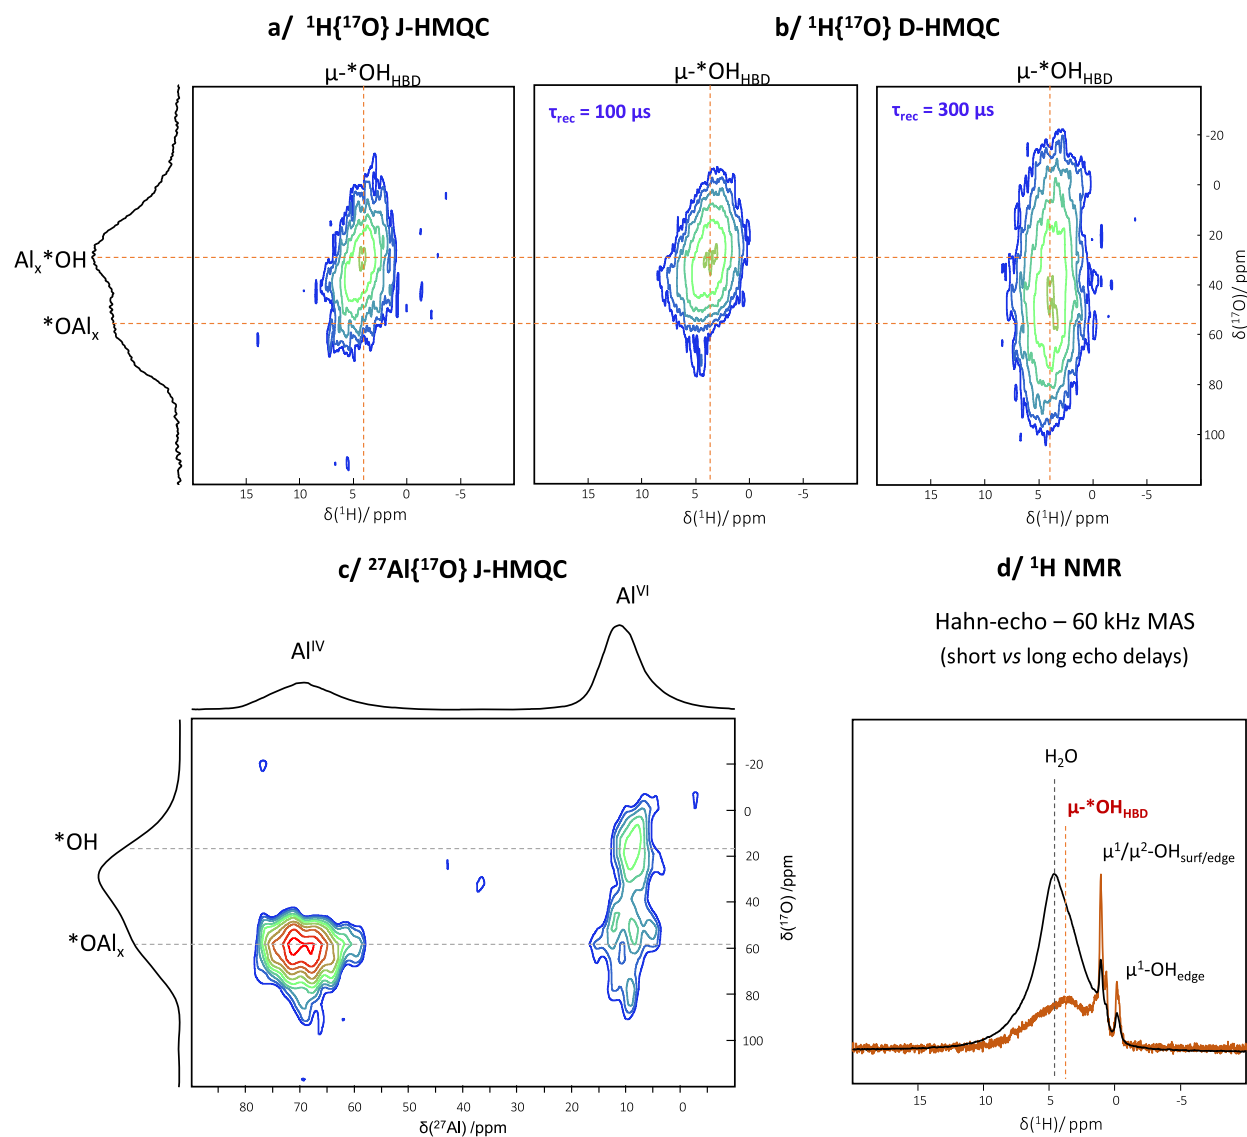 a/ ¹H{¹⁷O} J-HMQC
b/ ¹H{¹⁷O} D-HMQC
μ-*OH_HBD
μ-*OH_HBD
μ-*OH_HBD
τ_rec = 100 μs
τ_rec = 300 μs
-20
0
20
40
60
80
100
δ(¹⁷O)/ ppm
Alₓ*OH
*OAlₓ
15 10 5 0 -5
15 10 5 0 -5
15 10 5 0 -5
δ(¹H)/ ppm
δ(¹H)/ ppm
δ(¹H)/ ppm
c/ ²⁷Al{¹⁷O} J-HMQC
Al^IV
Al^VI
*OH
*OAlₓ
-20
0
20
40
60
80
100
δ(¹⁷O) /ppm
80 70 60 50 40 30 20 10 0
δ(²⁷Al) /ppm
d/ ¹H NMR
Hahn-echo – 60 kHz MAS
(short vs long echo delays)
H₂O
μ-*OH_HBD
μ¹/μ²-OH_surf/edge
μ¹-OH_edge
15 10 5 0 -5
δ(¹H)/ ppm